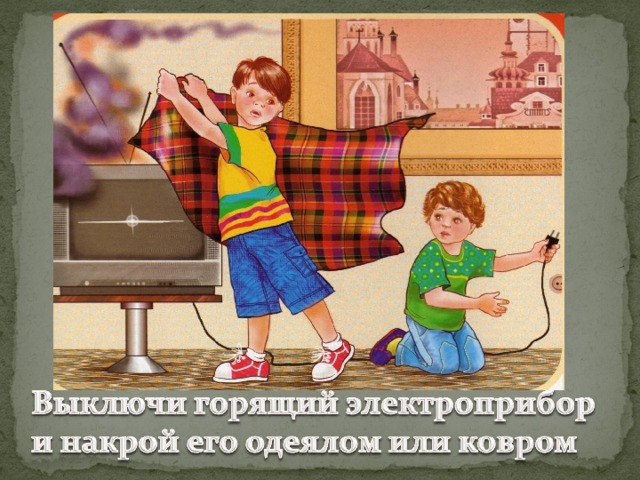 Выключи горящий электроприбор
и накрой его одеялом или ковром